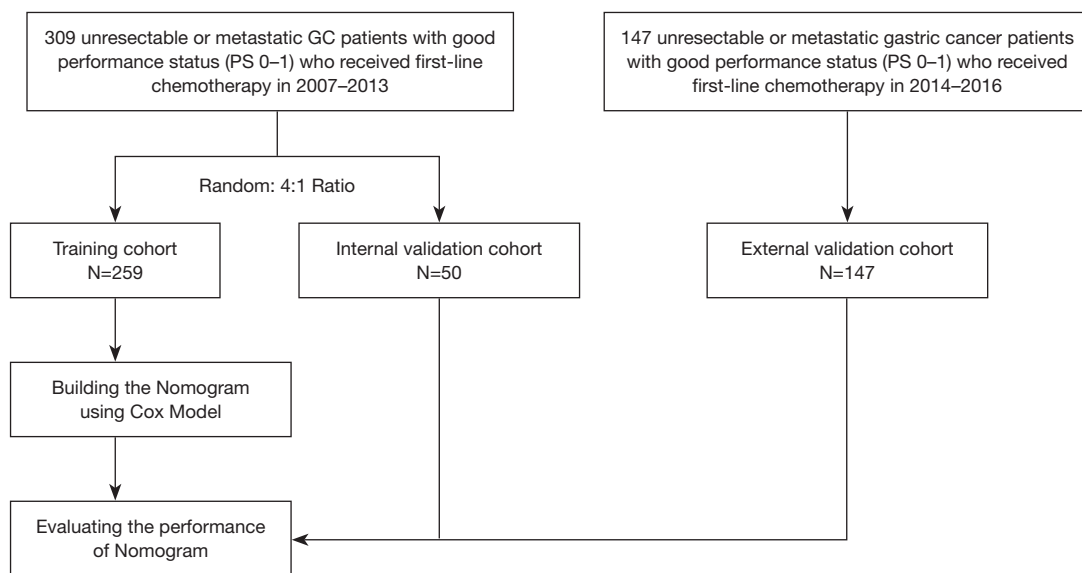 309 unresectable or metastatic GC patients with good
performance status (PS 0–1) who received first-line
chemotherapy in 2007–2013
147 unresectable or metastatic gastric cancer patients
with good performance status (PS 0–1) who received
first-line chemotherapy in 2014–2016
Random: 4:1 Ratio
Training cohort
N=259
Internal validation cohort
N=50
External validation cohort
N=147
Building the Nomogram
using Cox Model
Evaluating the performance
of Nomogram